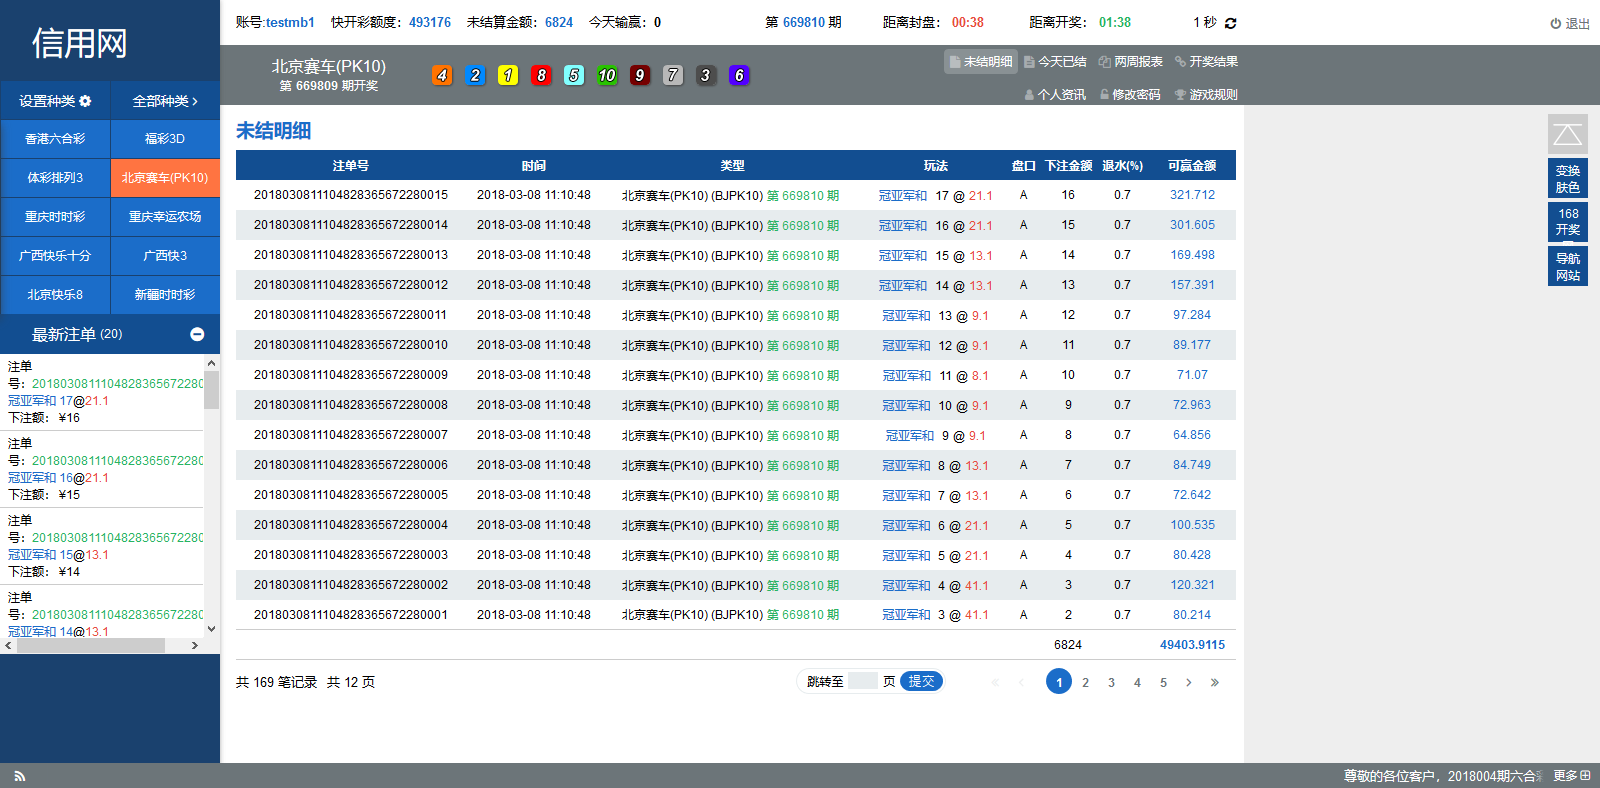 信用网
账号:testmb1 快开彩额度：493176 未结算金额：6824 今天输赢：0 第 669810 期 距离封盘：00:38 距离开奖：01:38 1 秒 退出
北京赛车(PK10)
第 669809 期开奖
4 2 1 8 5 10 9 7 3 6
未结明细 今天已结 两周报表 开奖结果
个人资讯 修改密码 游戏规则
设置种类 全部种类
香港六合彩 福彩3D
体彩排列3 北京赛车(PK10)
重庆时时彩 重庆幸运农场
广西快乐十分 广西快3
北京快乐8 新疆时时彩
最新注单 (20)
注单
号：2018030811104828365672280
冠亚军和 17@21.1
下注额：¥16
注单
号：2018030811104828365672280
冠亚军和 16@21.1
下注额：¥15
注单
号：2018030811104828365672280
冠亚军和 15@13.1
下注额：¥14
注单
号：2018030811104828365672280
冠亚军和 14@13.1
未结明细
注单号 时间 类型 玩法 盘口 下注金额 退水(%) 可赢金额
2018030811104828365672280015 2018-03-08 11:10:48 北京赛车(PK10) (BJPK10) 第 669810 期 冠亚军和 17 @ 21.1 A 16 0.7 321.712
2018030811104828365672280014 2018-03-08 11:10:48 北京赛车(PK10) (BJPK10) 第 669810 期 冠亚军和 16 @ 21.1 A 15 0.7 301.605
2018030811104828365672280013 2018-03-08 11:10:48 北京赛车(PK10) (BJPK10) 第 669810 期 冠亚军和 15 @ 13.1 A 14 0.7 169.498
2018030811104828365672280012 2018-03-08 11:10:48 北京赛车(PK10) (BJPK10) 第 669810 期 冠亚军和 14 @ 13.1 A 13 0.7 157.391
2018030811104828365672280011 2018-03-08 11:10:48 北京赛车(PK10) (BJPK10) 第 669810 期 冠亚军和 13 @ 9.1 A 12 0.7 97.284
2018030811104828365672280010 2018-03-08 11:10:48 北京赛车(PK10) (BJPK10) 第 669810 期 冠亚军和 12 @ 9.1 A 11 0.7 89.177
2018030811104828365672280009 2018-03-08 11:10:48 北京赛车(PK10) (BJPK10) 第 669810 期 冠亚军和 11 @ 8.1 A 10 0.7 71.07
2018030811104828365672280008 2018-03-08 11:10:48 北京赛车(PK10) (BJPK10) 第 669810 期 冠亚军和 10 @ 9.1 A 9 0.7 72.963
2018030811104828365672280007 2018-03-08 11:10:48 北京赛车(PK10) (BJPK10) 第 669810 期 冠亚军和 9 @ 9.1 A 8 0.7 64.856
2018030811104828365672280006 2018-03-08 11:10:48 北京赛车(PK10) (BJPK10) 第 669810 期 冠亚军和 8 @ 13.1 A 7 0.7 84.749
2018030811104828365672280005 2018-03-08 11:10:48 北京赛车(PK10) (BJPK10) 第 669810 期 冠亚军和 7 @ 13.1 A 6 0.7 72.642
2018030811104828365672280004 2018-03-08 11:10:48 北京赛车(PK10) (BJPK10) 第 669810 期 冠亚军和 6 @ 21.1 A 5 0.7 100.535
2018030811104828365672280003 2018-03-08 11:10:48 北京赛车(PK10) (BJPK10) 第 669810 期 冠亚军和 5 @ 21.1 A 4 0.7 80.428
2018030811104828365672280002 2018-03-08 11:10:48 北京赛车(PK10) (BJPK10) 第 669810 期 冠亚军和 4 @ 41.1 A 3 0.7 120.321
2018030811104828365672280001 2018-03-08 11:10:48 北京赛车(PK10) (BJPK10) 第 669810 期 冠亚军和 3 @ 41.1 A 2 0.7 80.214
6824 49403.9115
共 169 笔记录 共 12 页 跳转至 页 提交 « ‹ 1 2 3 4 5 › »
变换
肤色
168
开奖
导航
网站
尊敬的各位客户，2018004期六合彩 更多